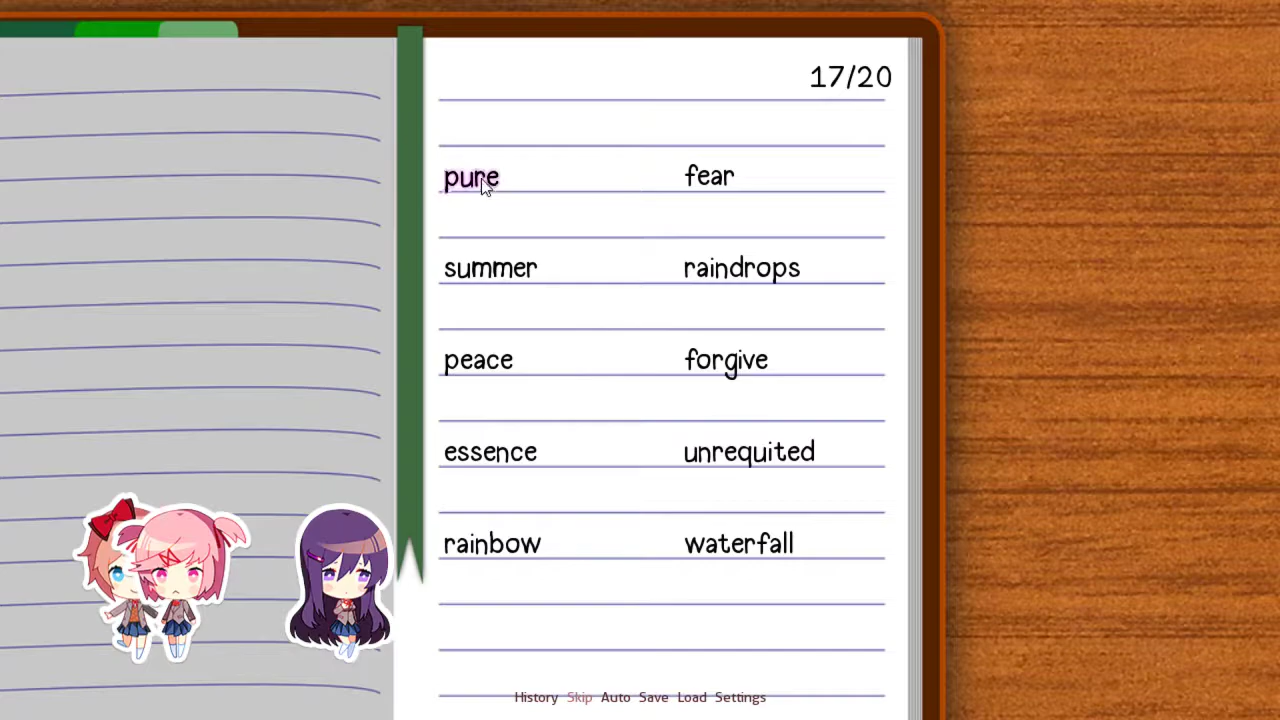 17/20
pure fear
summer raindrops
peace forgive
essence unrequited
rainbow waterfall
History Skip Auto Save Load Settings